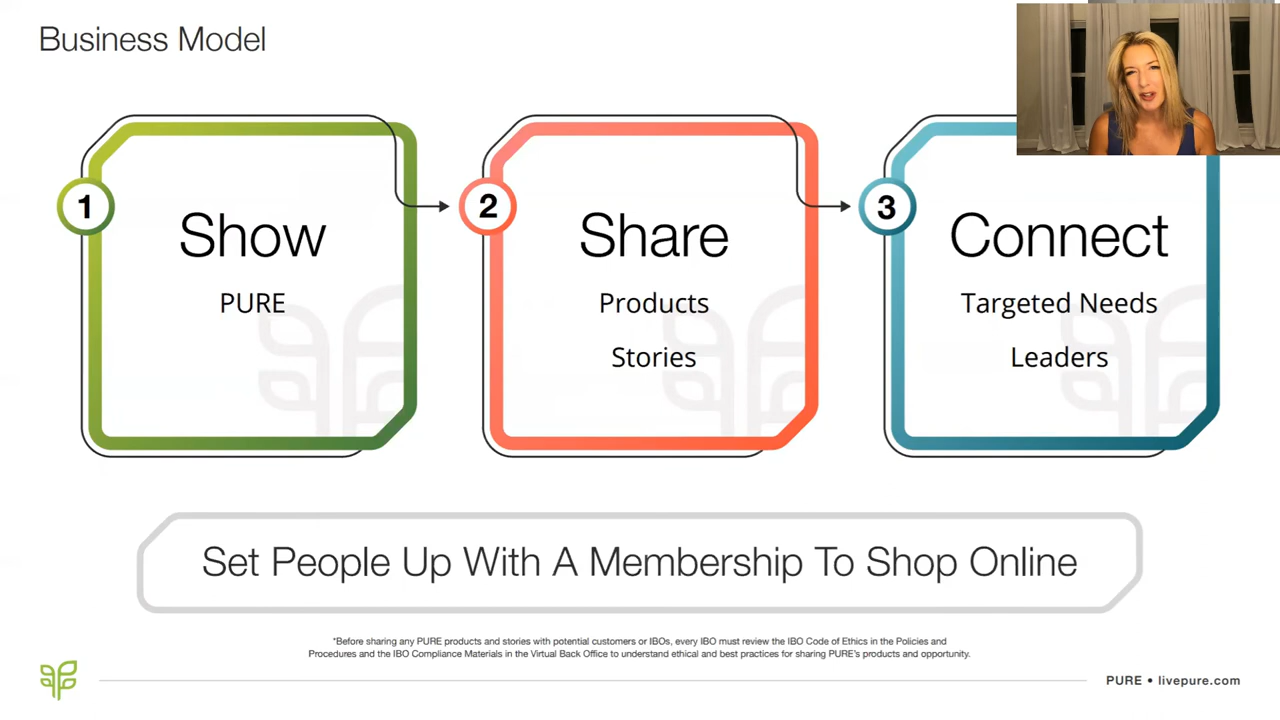 Business Model
1
Show
PURE
2
Share
Products
Stories
3
Connect
Targeted Needs
Leaders
Set People Up With A Membership To Shop Online
*Before sharing any PURE products and stories with potential customers or IBOs, every IBO must review the IBO Code of Ethics in the Policies and
Procedures and the IBO Compliance Materials in the Virtual Back Office to understand ethical and best practices for sharing PURE's products and opportunity.
PURE • livepure.com